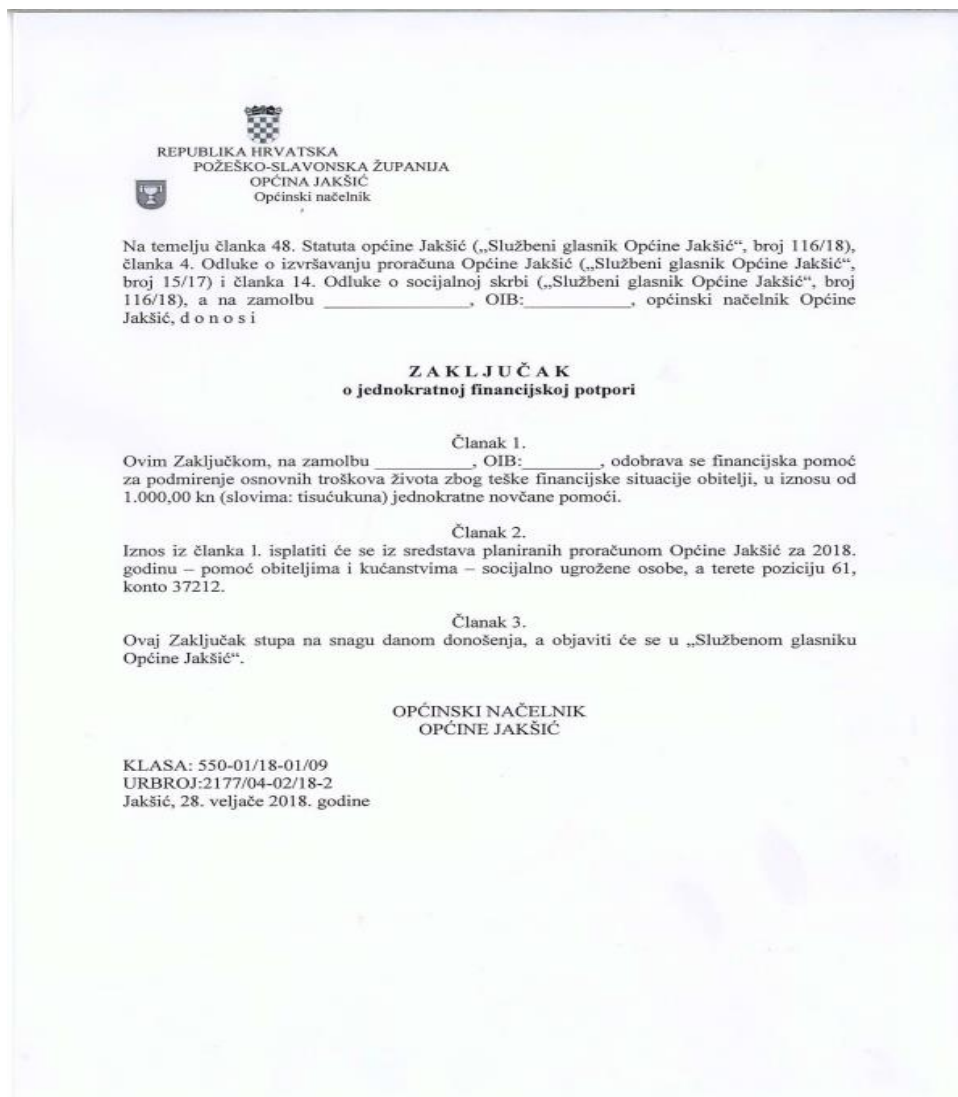 REPUBLIKA HRVATSKA
POŽEŠKO-SLAVONSKA ŽUPANIJA
OPĆINA JAKŠIĆ
Općinski načelnik
Na temelju članka 48. Statuta općine Jakšić („Službeni glasnik Općine Jakšić“, broj 116/18),
članka 4. Odluke o izvršavanju proračuna Općine Jakšić („Službeni glasnik Općine Jakšić“,
broj 15/17) i članka 14. Odluke o socijalnoj skrbi („Službeni glasnik Općine Jakšić“, broj
116/18), a na zamolbu ________________, OIB:____________, općinski načelnik Općine
Jakšić, d o n o s i
Z A K L J U Č A K
o jednokratnoj financijskoj potpori
Članak 1.
Ovim Zaključkom, na zamolbu ___________, OIB:_________, odobrava se financijska pomoć
za podmirenje osnovnih troškova života zbog teške financijske situacije obitelji, u iznosu od
1.000,00 kn (slovima: tisućukuna) jednokratne novčane pomoći.
Članak 2.
Iznos iz članka 1. isplatiti će se iz sredstava planiranih proračunom Općine Jakšić za 2018.
godinu – pomoć obiteljima i kućanstvima – socijalno ugrožene osobe, a terete poziciju 61,
konto 37212.
Članak 3.
Ovaj Zaključak stupa na snagu danom donošenja, a objaviti će se u „Službenom glasniku
Općine Jakšić“.
OPĆINSKI NAČELNIK
OPĆINE JAKŠIĆ
KLASA: 550-01/18-01/09
URBROJ:2177/04-02/18-2
Jakšić, 28. veljače 2018. godine